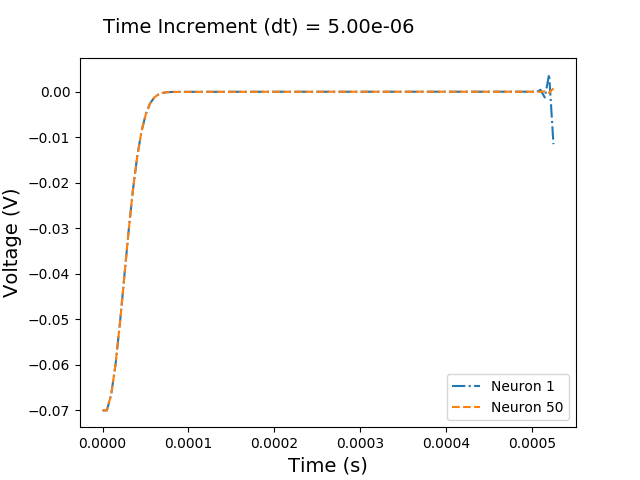 Time Increment (dt) = 5.00e-06
0.00
−0.01
−0.02
−0.03
−0.04
−0.05
−0.06
−0.07
Voltage (V)
Neuron 1
Neuron 50
0.0000 0.0001 0.0002 0.0003 0.0004 0.0005
Time (s)